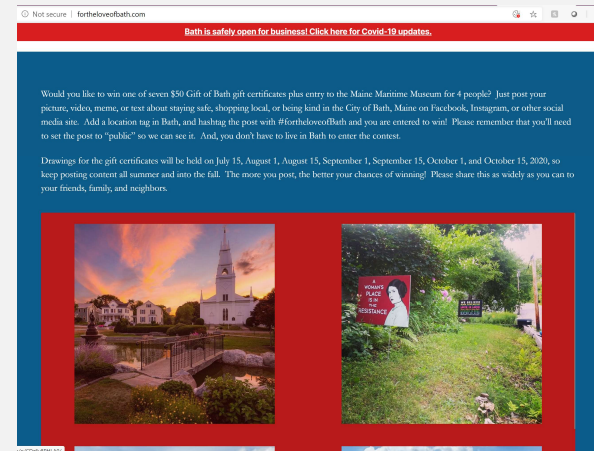 Not secure | fortheloveofbath.com
Bath is safely open for business! Click here for Covid-19 updates.
Would you like to win one of seven $50 Gift of Bath gift certificates plus entry to the Maine Maritime Museum for 4 people? Just post your
picture, video, meme, or text about staying safe, shopping local, or being kind in the City of Bath, Maine on Facebook, Instagram, or other social
media site. Add a location tag in Bath, and hashtag the post with #fortheloveofBath and you are entered to win! Please remember that you'll need
to set the post to "public" so we can see it. And, you don't have to live in Bath to enter the contest.
Drawings for the gift certificates will be held on July 15, August 1, August 15, September 1, September 15, October 1, and October 15, 2020, so
keep posting content all summer and into the fall. The more you post, the better your chances of winning! Please share this as widely as you can to
your friends, family, and neighbors.
A
WOMAN'S
PLACE
IS IN
THE
RESISTANCE